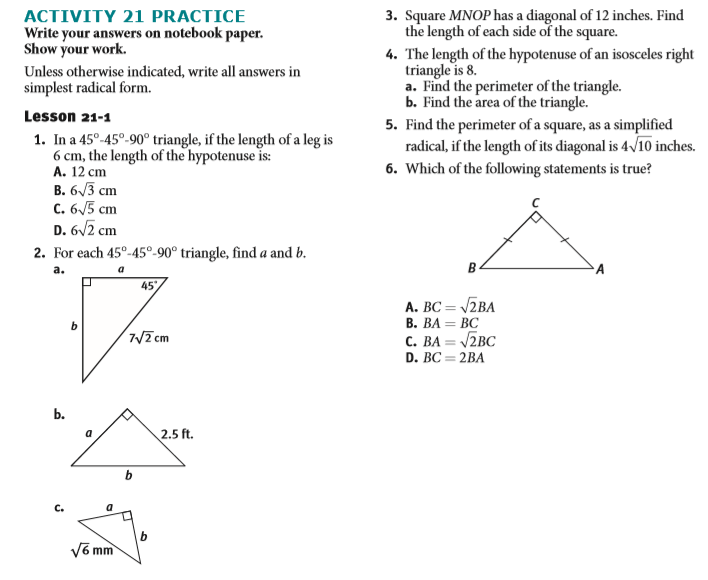 ACTIVITY 21 PRACTICE
Write your answers on notebook paper.
Show your work.
Unless otherwise indicated, write all answers in
simplest radical form.
Lesson 21-1
1. In a 45°-45°-90° triangle, if the length of a leg is
6 cm, the length of the hypotenuse is:
A. 12 cm
B. 6√3 cm
C. 6√5 cm
D. 6√2 cm
2. For each 45°-45°-90° triangle, find a and b.
a.
a
45°
b
7√2 cm
b.
a
2.5 ft.
b
c.
a
b
√6 mm
3. Square MNOP has a diagonal of 12 inches. Find
the length of each side of the square.
4. The length of the hypotenuse of an isosceles right
triangle is 8.
a. Find the perimeter of the triangle.
b. Find the area of the triangle.
5. Find the perimeter of a square, as a simplified
radical, if the length of its diagonal is 4√10 inches.
6. Which of the following statements is true?
C
B
A
A. BC = √2BA
B. BA = BC
C. BA = √2BC
D. BC = 2BA